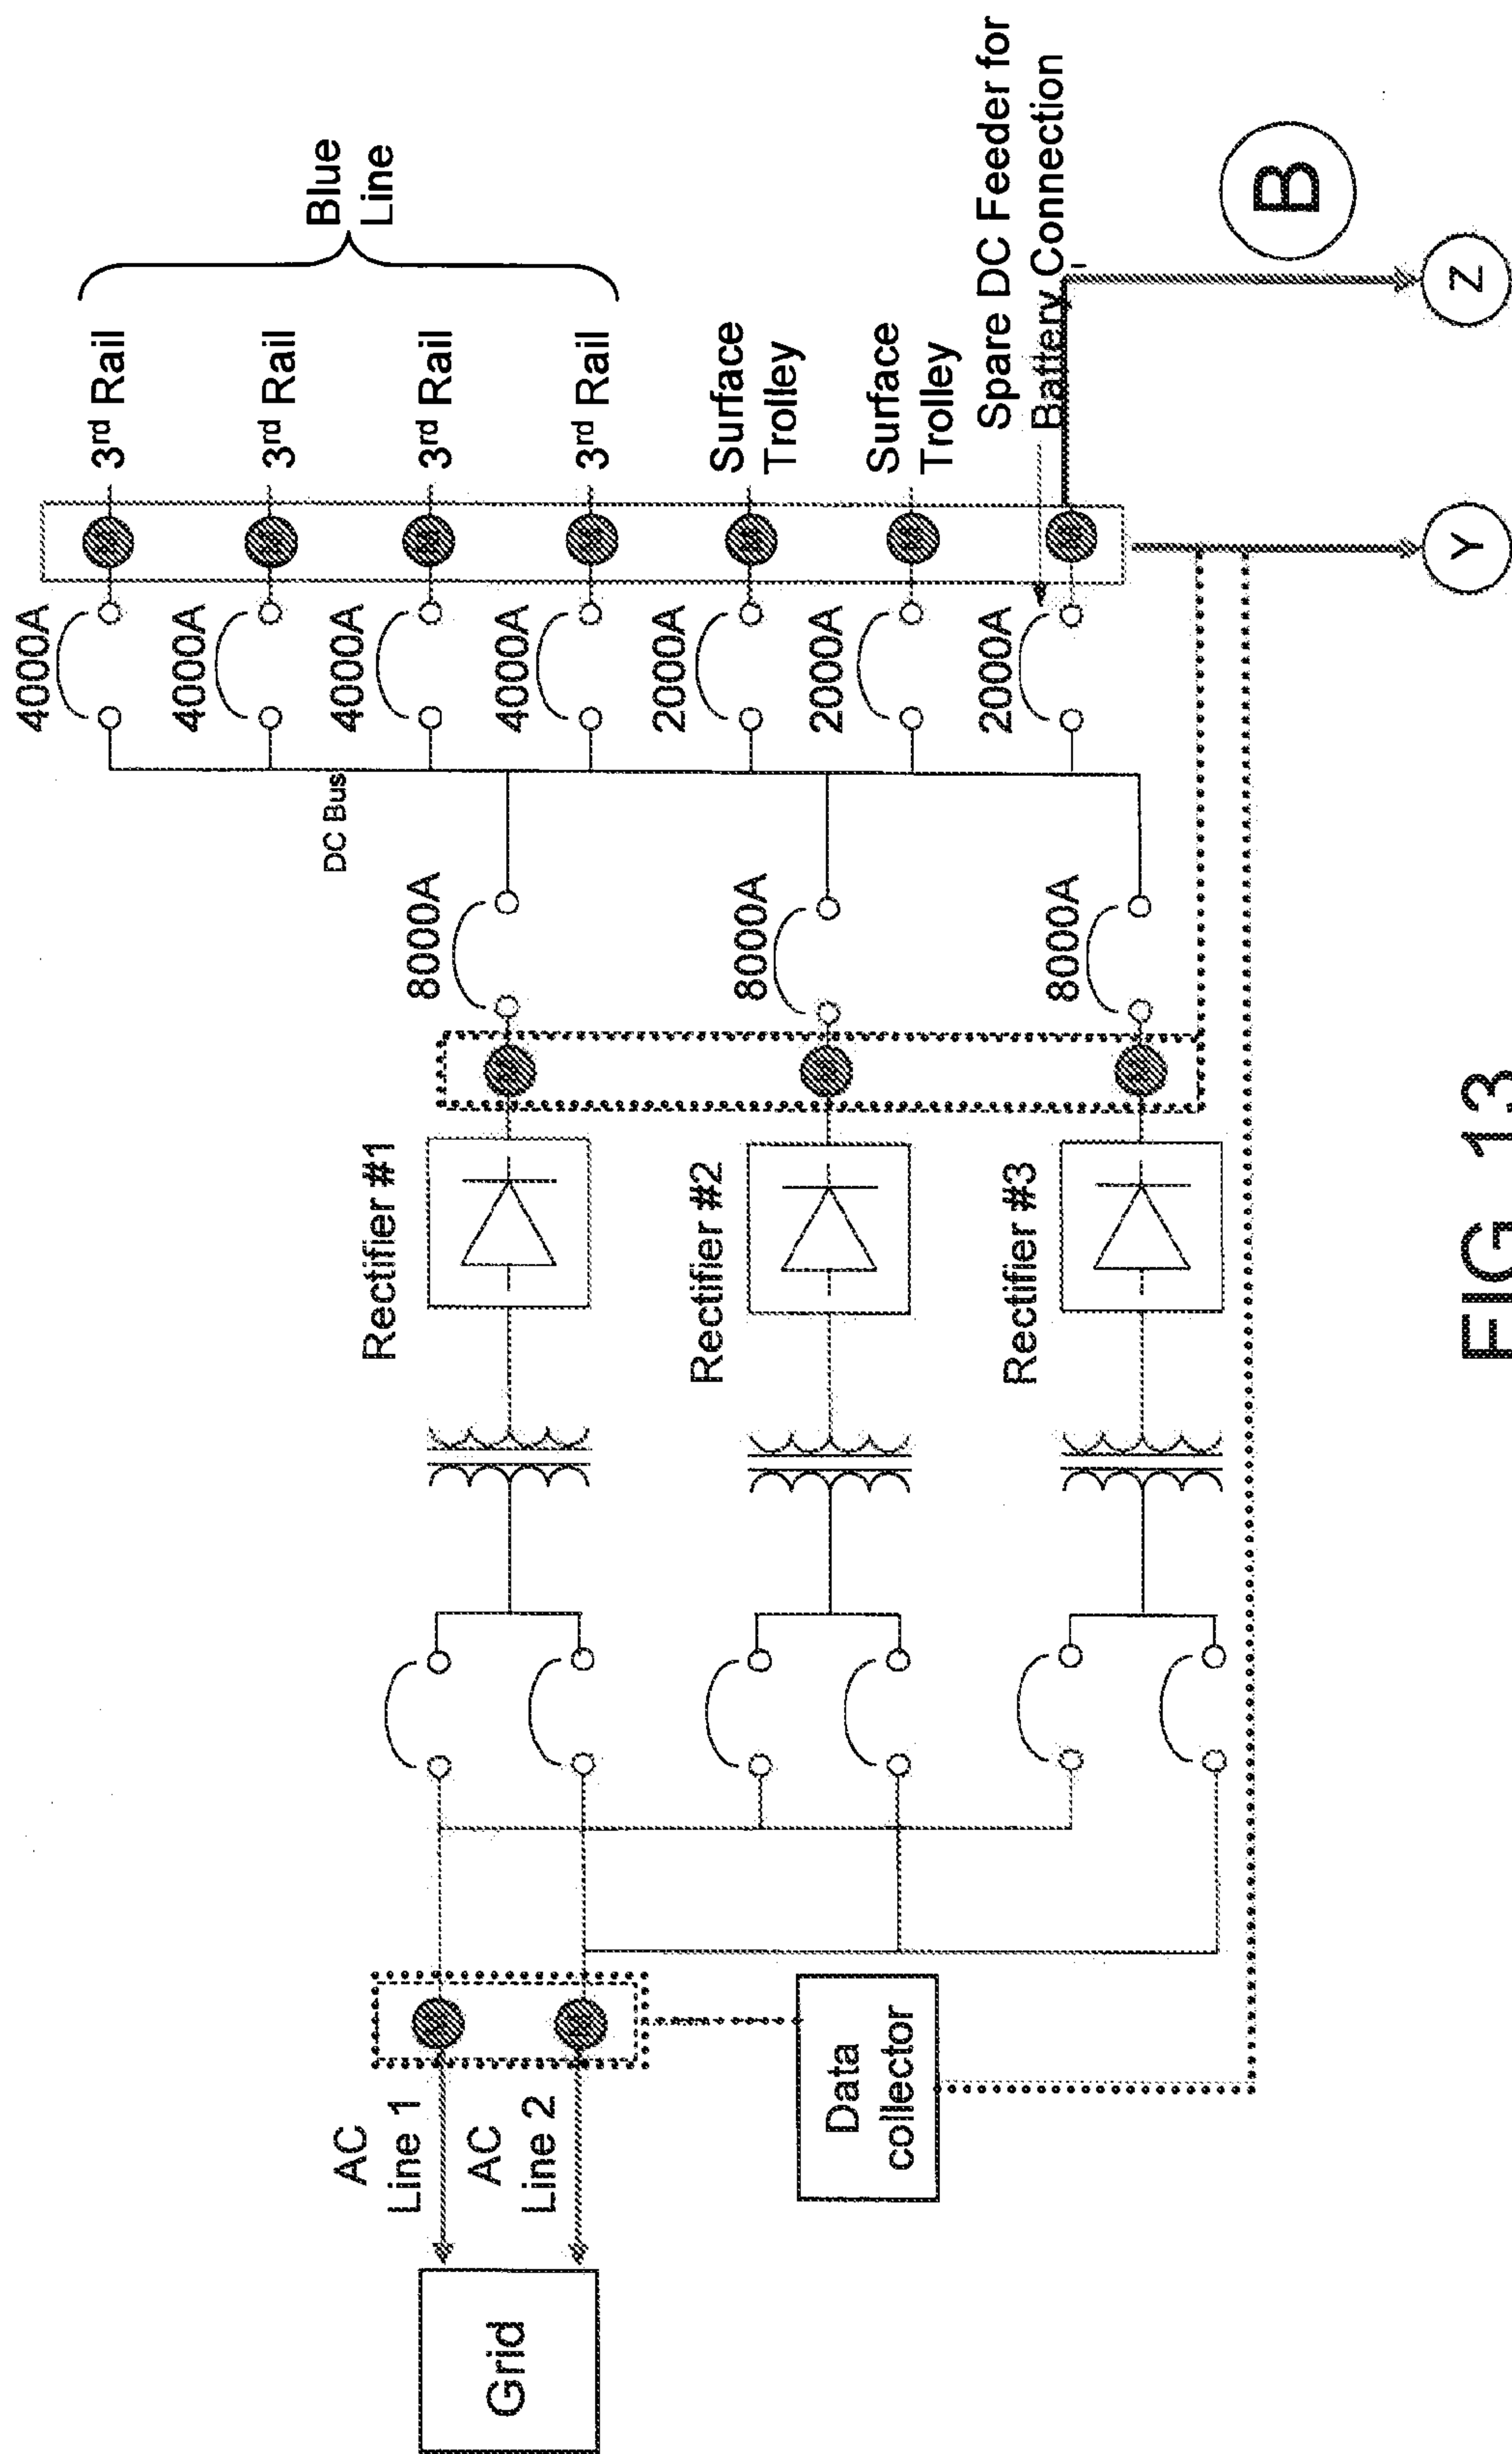 Grid
AC
Line 1
AC
Line 2
Data
collector
Rectifier #1
Rectifier #2
Rectifier #3
8000A
8000A
8000A
DC Bus
4000A
4000A
4000A
4000A
2000A
2000A
2000A
3rd Rail
3rd Rail
3rd Rail
3rd Rail
Surface
Trolley
Surface
Trolley
Spare DC Feeder for
Battery Connection
Blue
Line
B
Y
Z
FIG 13